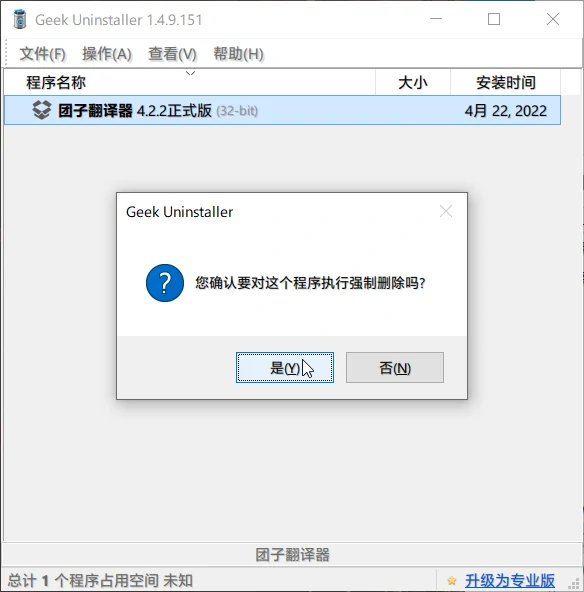 Geek Uninstaller 1.4.9.151
文件(F) 操作(A) 查看(V) 帮助(H)
程序名称 大小 安装时间
团子翻译器 4.2.2正式版 (32-bit) 4月 22, 2022
Geek Uninstaller
您确认要对这个程序执行强制删除吗?
是(Y) 否(N)
团子翻译器
总计 1 个程序占用空间 未知 升级为专业版